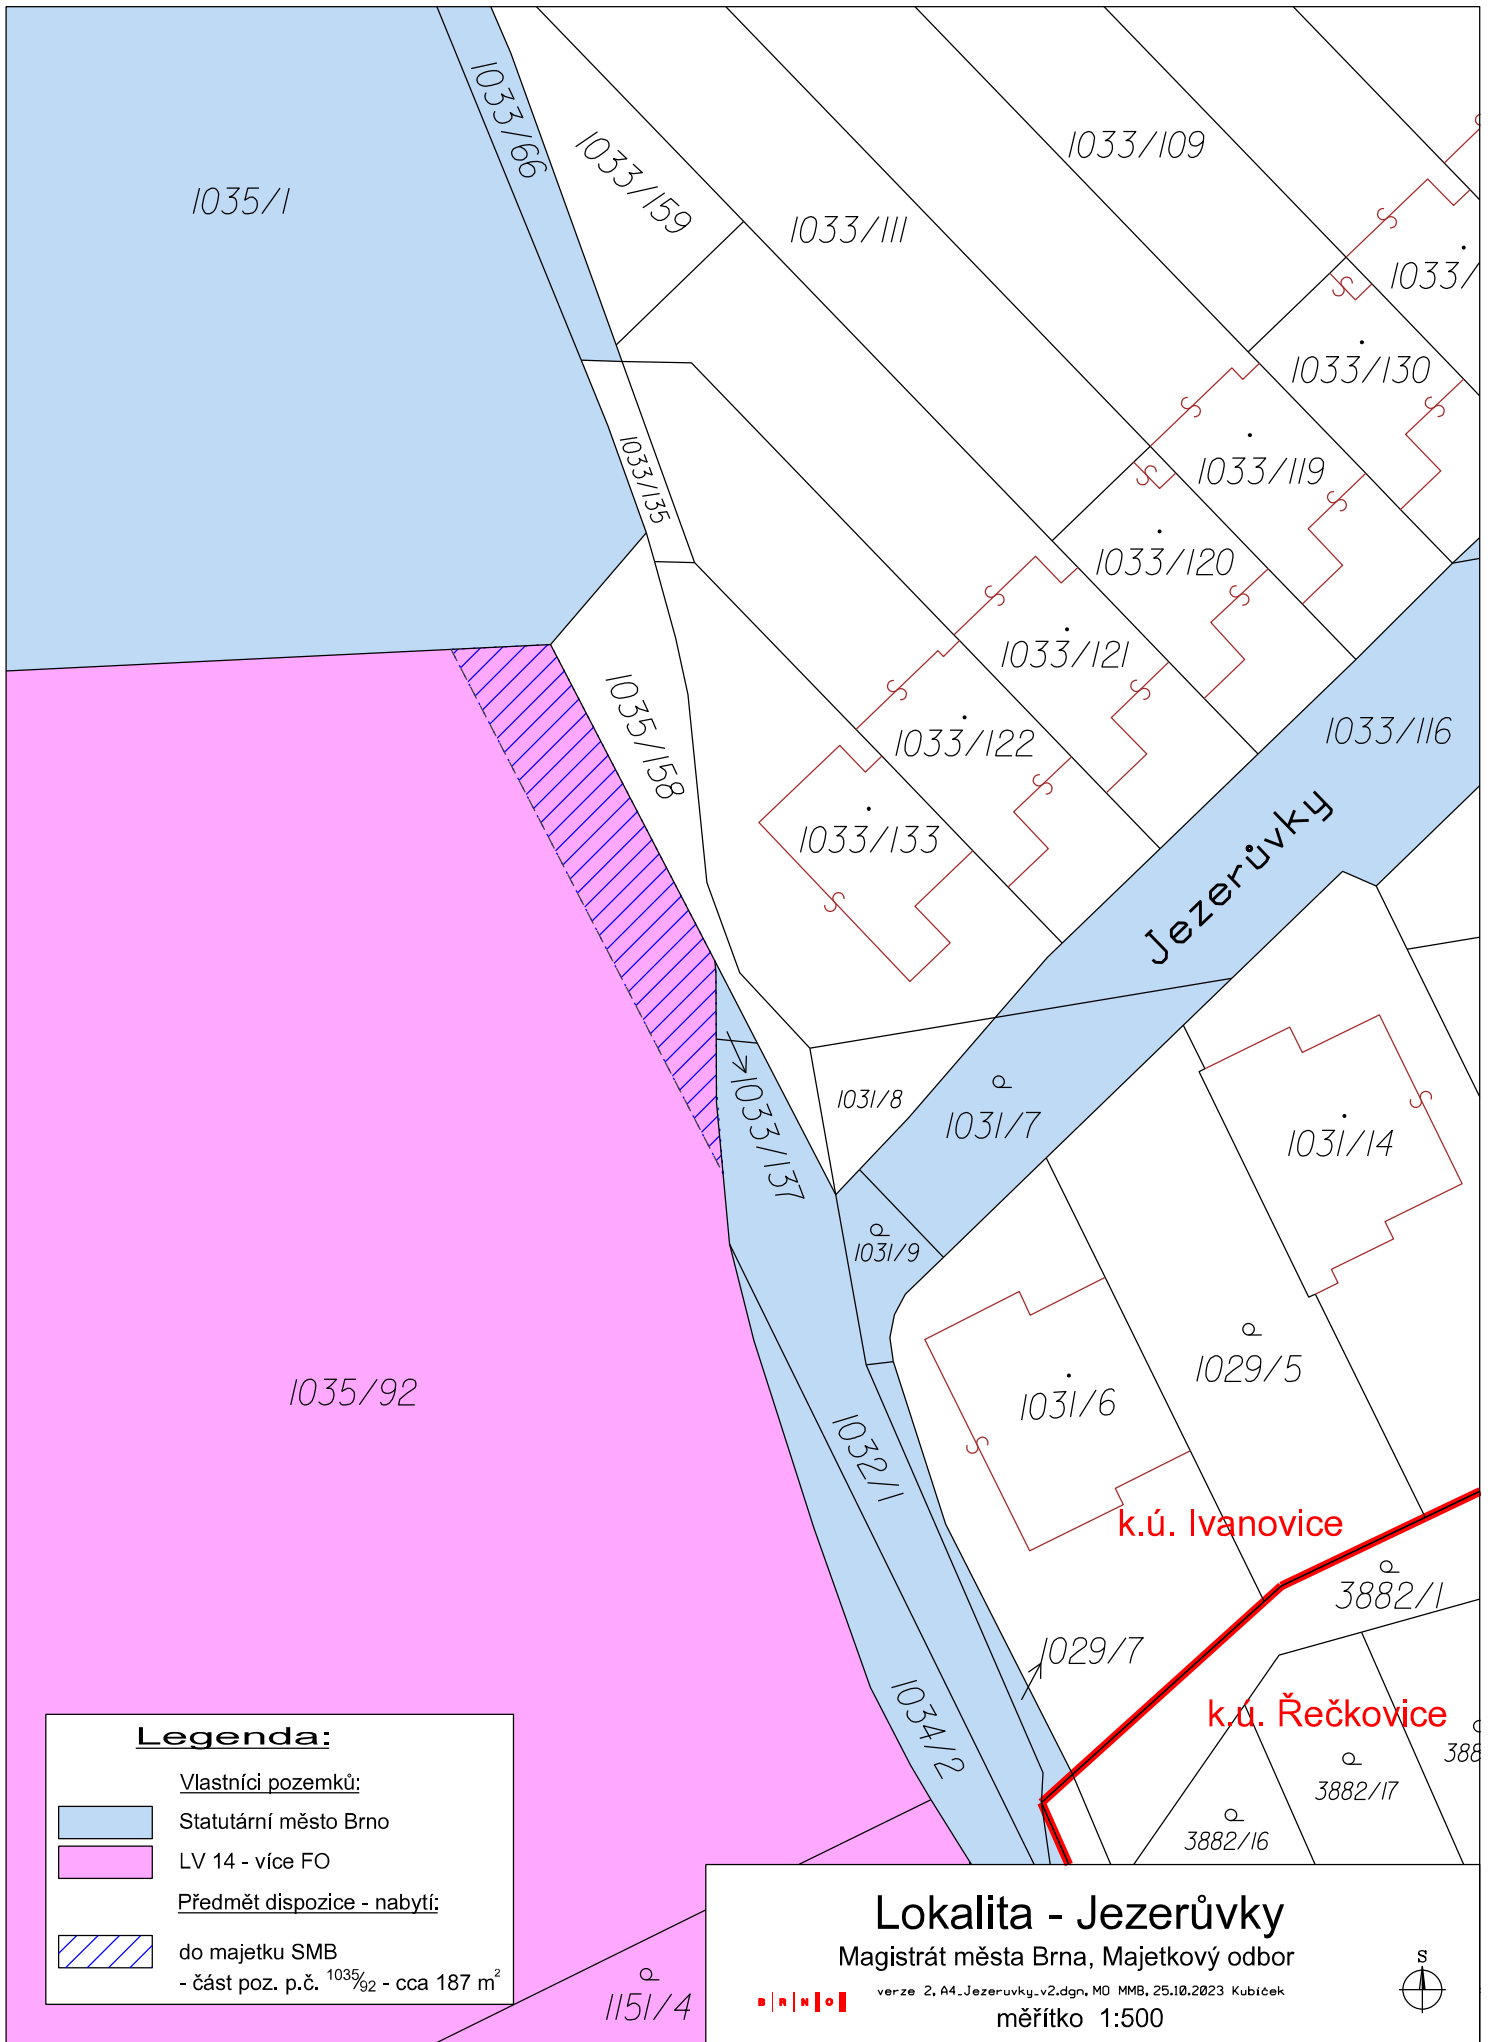 1033/66
1035/1
1033/159
1033/109
1033/111
1033/
1033/130
1033/135
1033/119
1033/120
1033/121
1035/158
1033/122
1033/116
1033/133
Jezerůvky
1033/137
1031/8
1031/7
1031/14
1031/9
1035/92
1029/5
1031/6
1032/1
k.ú. Ivanovice
3882/1
1029/7
1034/2
k.ú. Řečkovice
388
3882/17
3882/16
1151/4
Legenda:
Vlastníci pozemků:
Statutární město Brno
LV 14 - více FO
Předmět dispozice - nabytí:
do majetku SMB
- část poz. p.č. 1035/92 - cca 187 m²
Lokalita - Jezerůvky
Magistrát města Brna, Majetkový odbor
verze 2, A4_Jezeruvky_v2.dgn, MO MMB, 25.10.2023 Kubíček
B R N O
měřítko 1:500
S